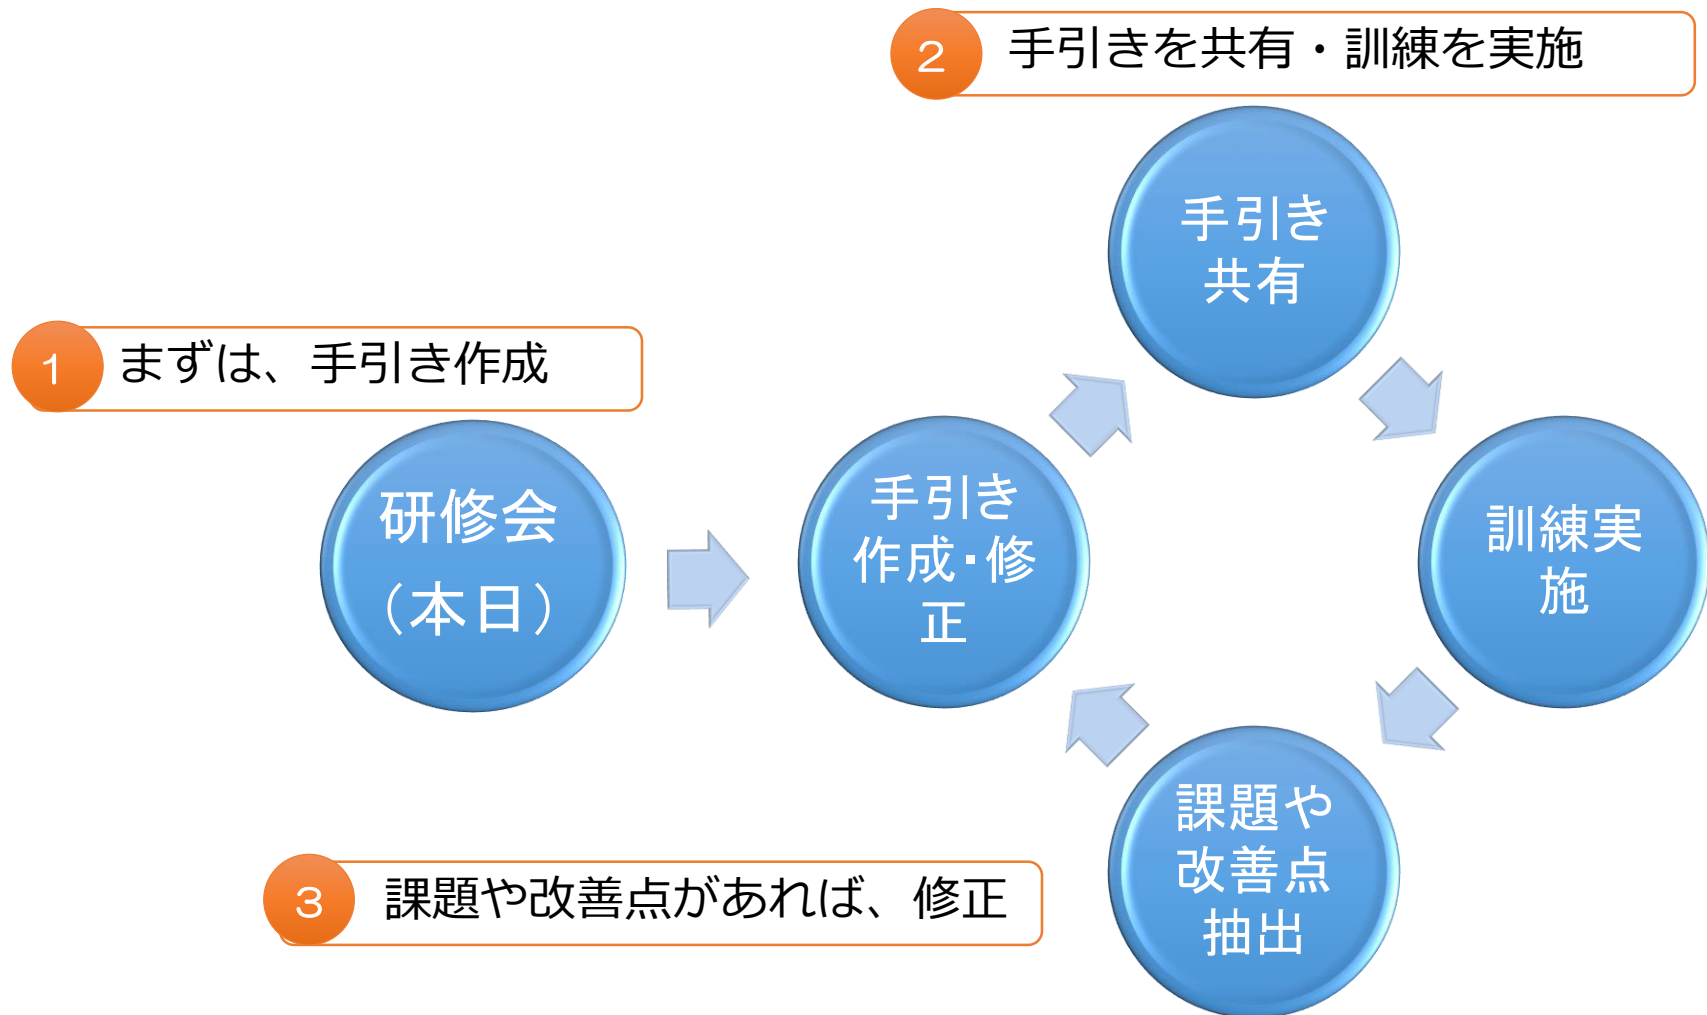 2 手引きを共有・訓練を実施
手引き
共有
1 まずは、手引き作成
研修会
（本日）
手引き
作成・修
正
訓練実
施
課題や
改善点
抽出
3 課題や改善点があれば、修正